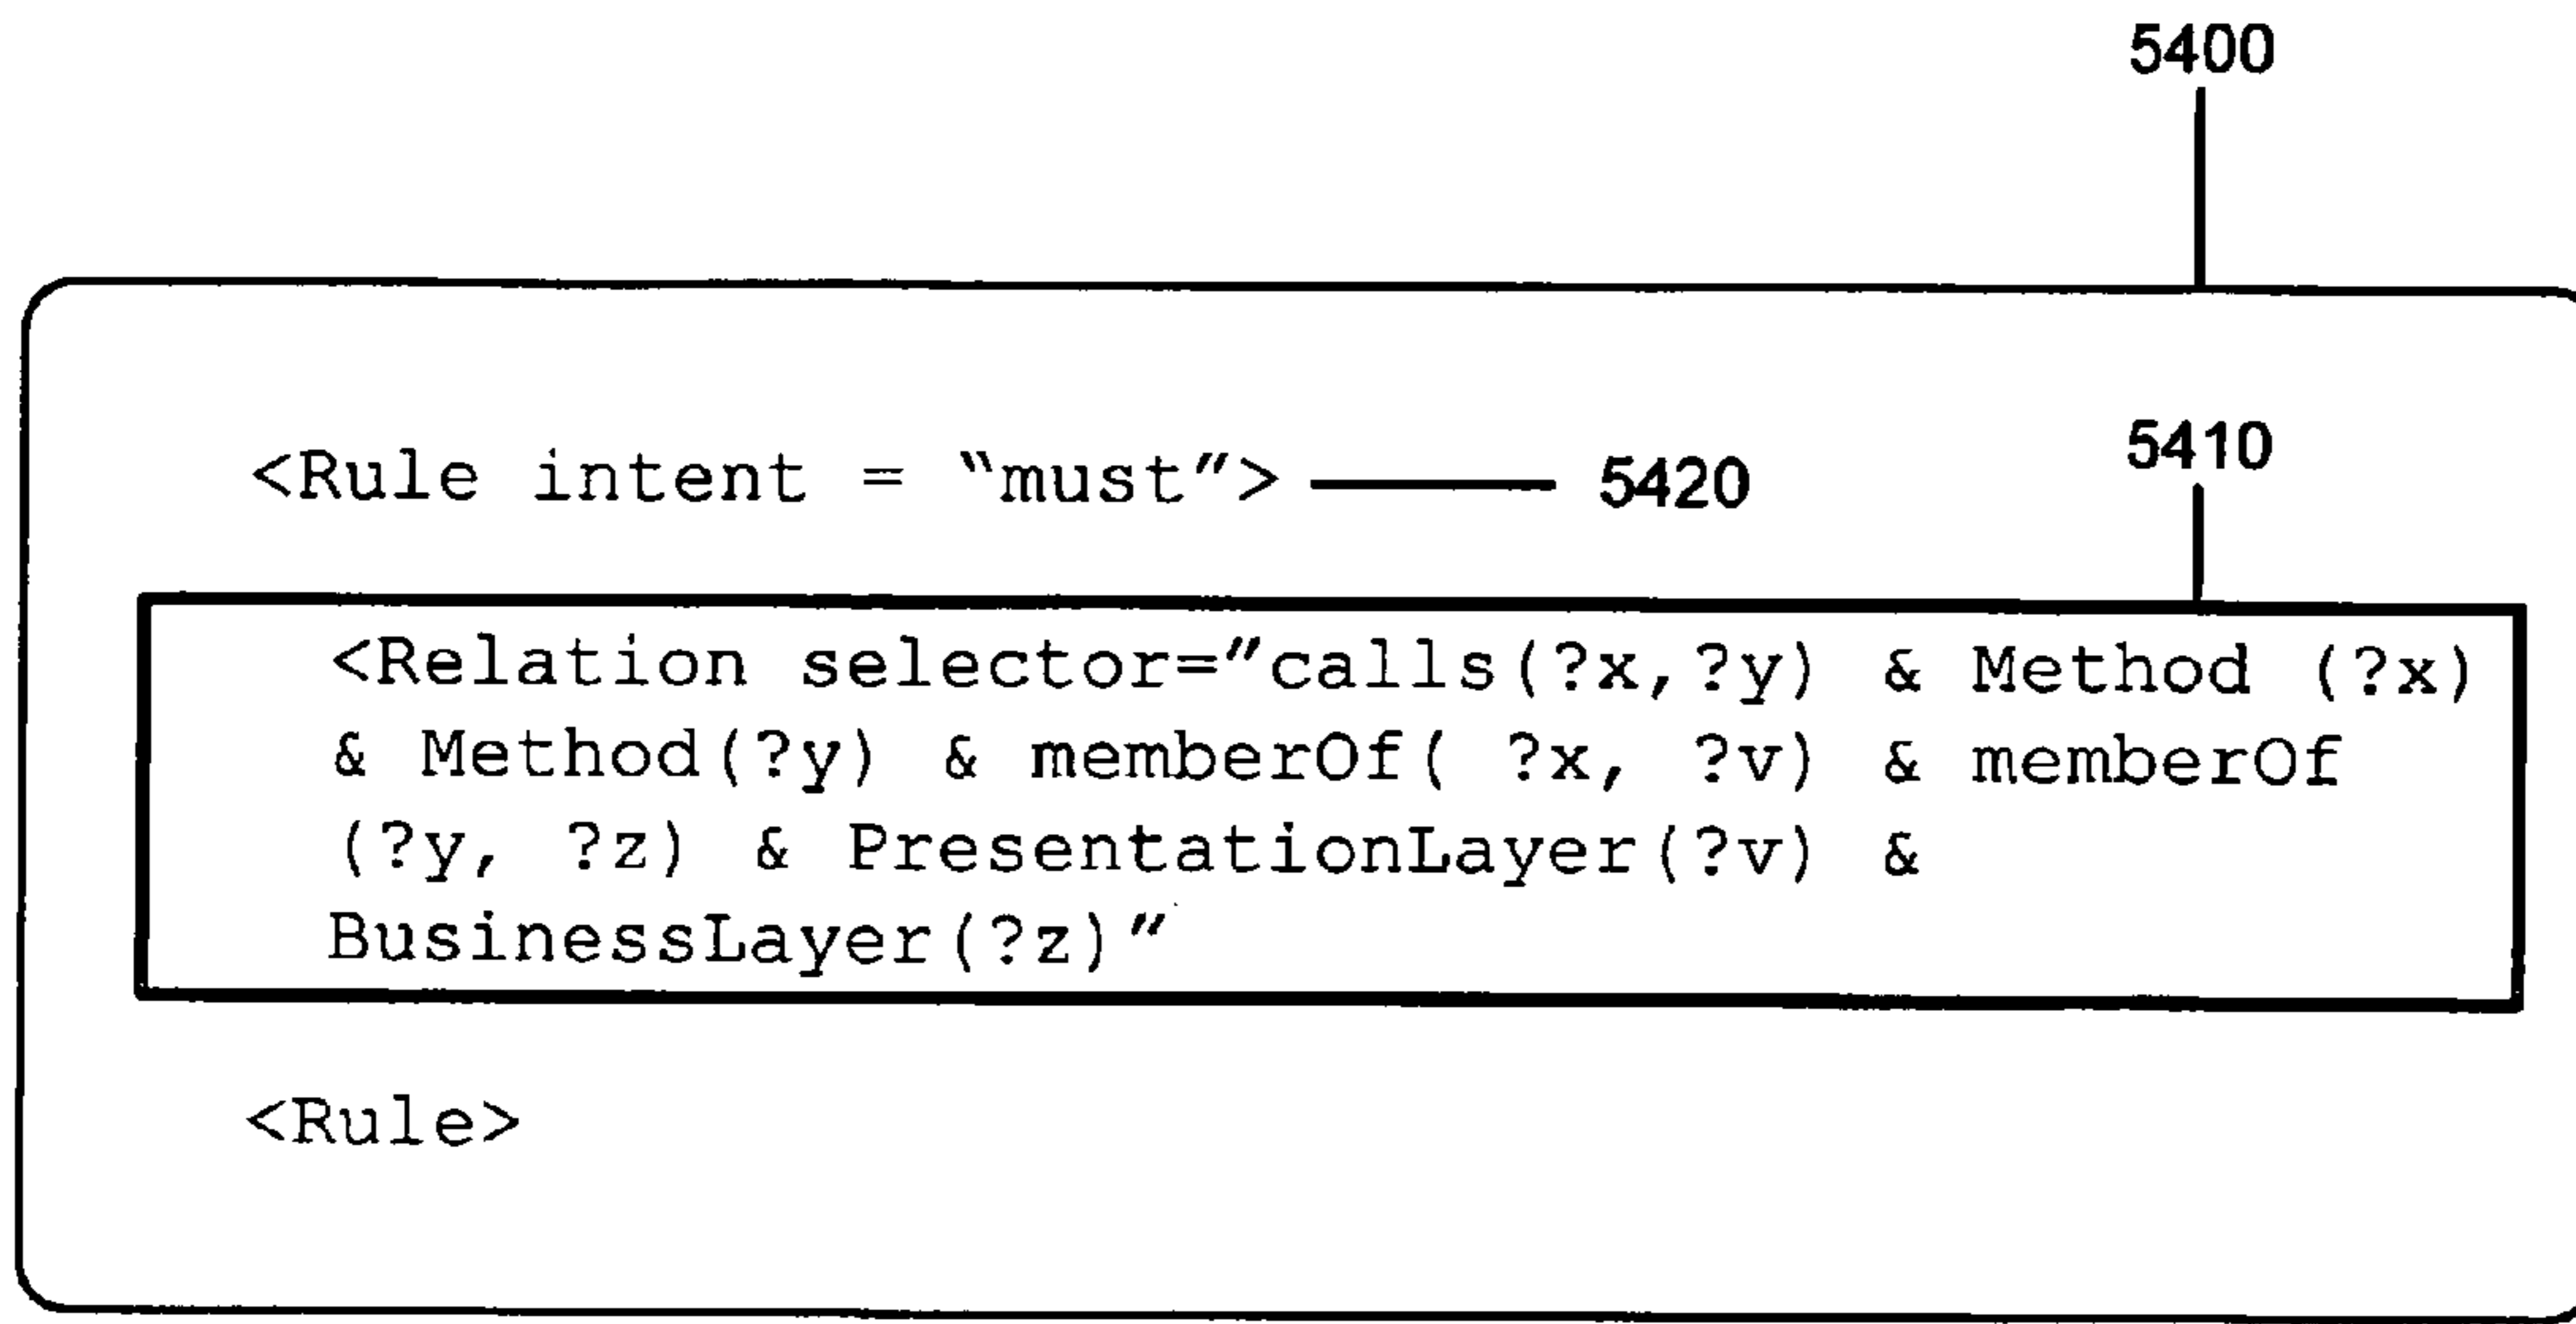 5400
<Rule intent = “must”> 5420
5410
<Relation selector=”calls(?x,?y) & Method (?x)
& Method(?y) & memberOf( ?x, ?v) & memberOf
(?y, ?z) & PresentationLayer(?v) &
BusinessLayer(?z)”
<Rule>